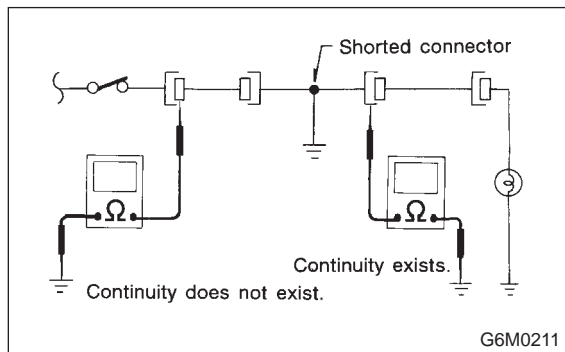 Shorted connector
Ω
Ω
Continuity exists.
Continuity does not exist.
G6M0211